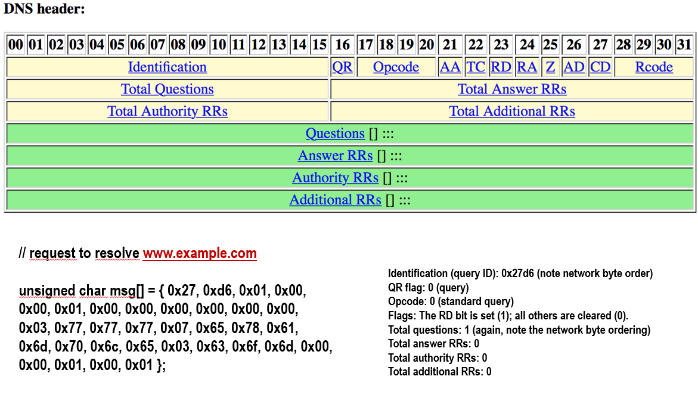 DNS header:
00 01 02 03 04 05 06 07 08 09 10 11 12 13 14 15 16 17 18 19 20 21 22 23 24 25 26 27 28 29 30 31
Identification QR Opcode AA TC RD RA Z AD CD Rcode
Total Questions Total Answer RRs
Total Authority RRs Total Additional RRs
Questions [] :::
Answer RRs [] :::
Authority RRs [] :::
Additional RRs [] :::
// request to resolve www.example.com
unsigned char msg[] = { 0x27, 0xd6, 0x01, 0x00,
0x00, 0x01, 0x00, 0x00, 0x00, 0x00, 0x00, 0x00,
0x03, 0x77, 0x77, 0x77, 0x07, 0x65, 0x78, 0x61,
0x6d, 0x70, 0x6c, 0x65, 0x03, 0x63, 0x6f, 0x6d, 0x00,
0x00, 0x01, 0x00, 0x01 };
Identification (query ID): 0x27d6 (note network byte order)
QR flag: 0 (query)
Opcode: 0 (standard query)
Flags: The RD bit is set (1); all others are cleared (0).
Total questions: 1 (again, note the network byte ordering)
Total answer RRs: 0
Total authority RRs: 0
Total additional RRs: 0